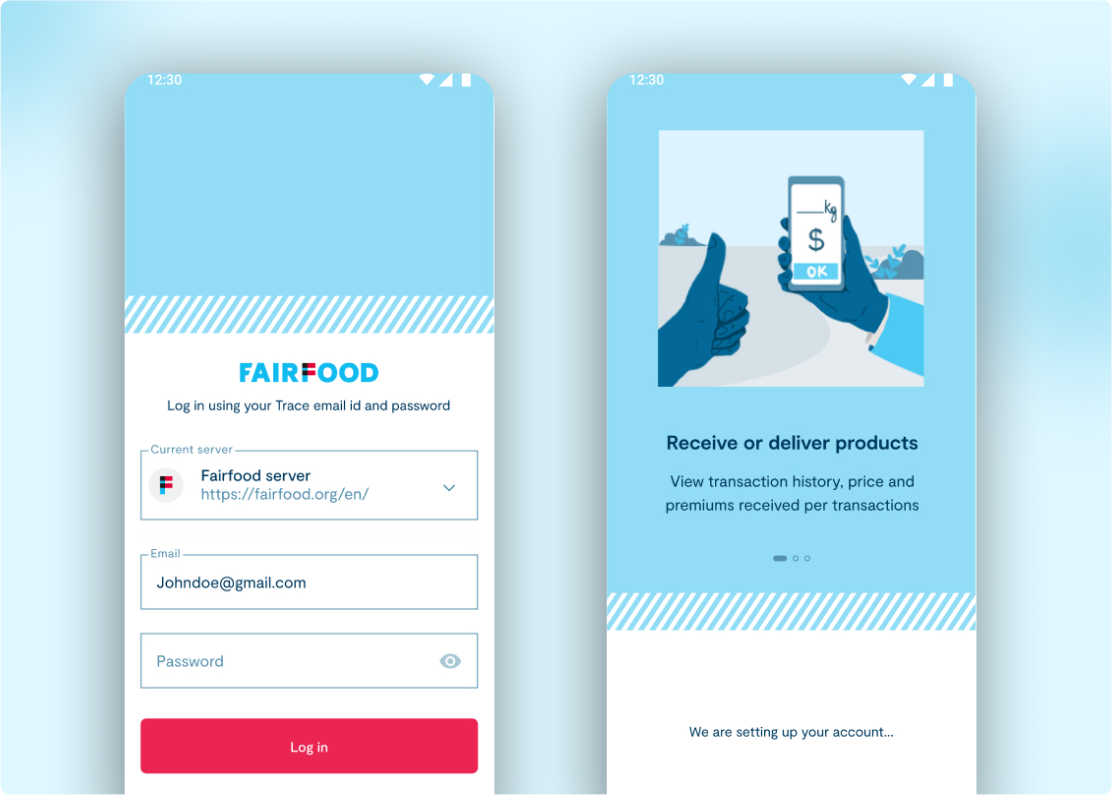 12:30
FAIRFOOD
Log in using your Trace email id and password
Current server
Fairfood server
https://fairfood.org/en/
Email
Johndoe@gmail.com
Password
Log in
12:30
__kg
$
OK
Receive or deliver products
View transaction history, price and
premiums received per transactions
We are setting up your account...